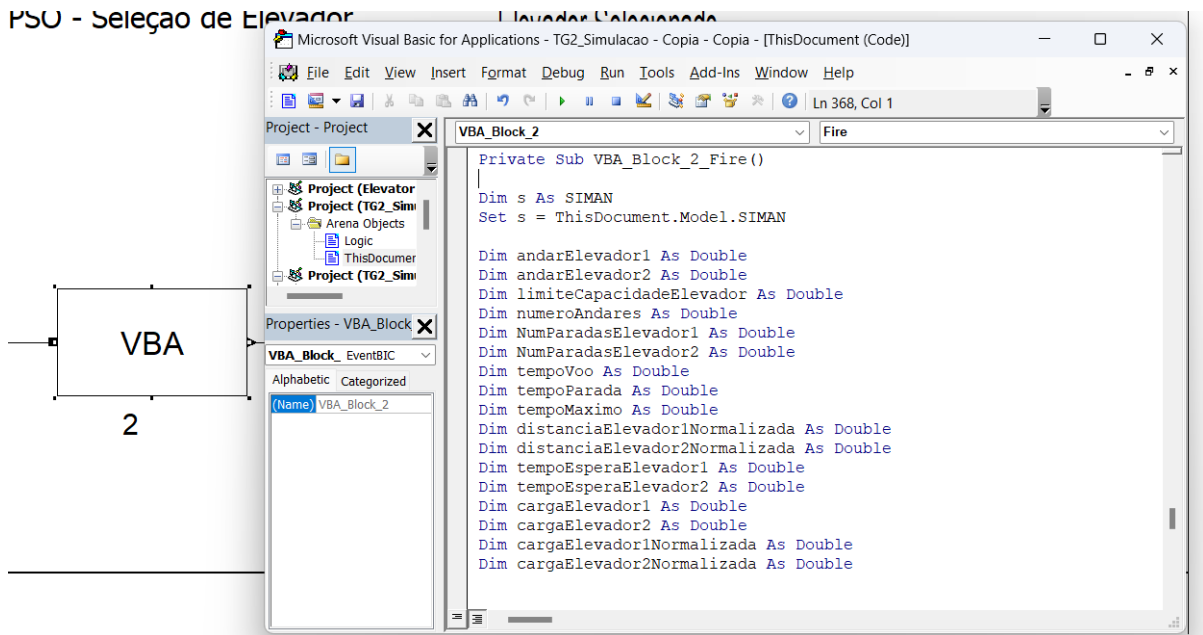 PSO - Seleção de Elevador
Elevador Selecionado
Microsoft Visual Basic for Applications - TG2_Simulacao - Copia - Copia - [ThisDocument (Code)]
File Edit View Insert Format Debug Run Tools Add-Ins Window Help
Ln 368, Col 1
Project - Project
VBA_Block_2
Fire
Project (Elevator
Project (TG2_Simu
Arena Objects
Logic
ThisDocumer
Project (TG2_Simu
Properties - VBA_Block
VBA_Block_ EventBIC
Alphabetic Categorized
(Name) VBA_Block_2
Private Sub VBA_Block_2_Fire()
Dim s As SIMAN
Set s = ThisDocument.Model.SIMAN
Dim andarElevador1 As Double
Dim andarElevador2 As Double
Dim limiteCapacidadeElevador As Double
Dim numeroAndares As Double
Dim NumParadasElevador1 As Double
Dim NumParadasElevador2 As Double
Dim tempoVoo As Double
Dim tempoParada As Double
Dim tempoMaximo As Double
Dim distanciaElevador1Normalizada As Double
Dim distanciaElevador2Normalizada As Double
Dim tempoEsperaElevador1 As Double
Dim tempoEsperaElevador2 As Double
Dim cargaElevador1 As Double
Dim cargaElevador2 As Double
Dim cargaElevador1Normalizada As Double
Dim cargaElevador2Normalizada As Double
VBA
2